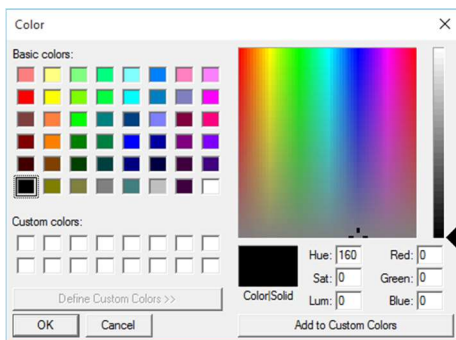 Color
Basic colors:
Custom colors:
Define Custom Colors >>
OK Cancel
Hue: 160 Red: 0
Sat: 0 Green: 0
Color|Solid Lum: 0 Blue: 0
Add to Custom Colors